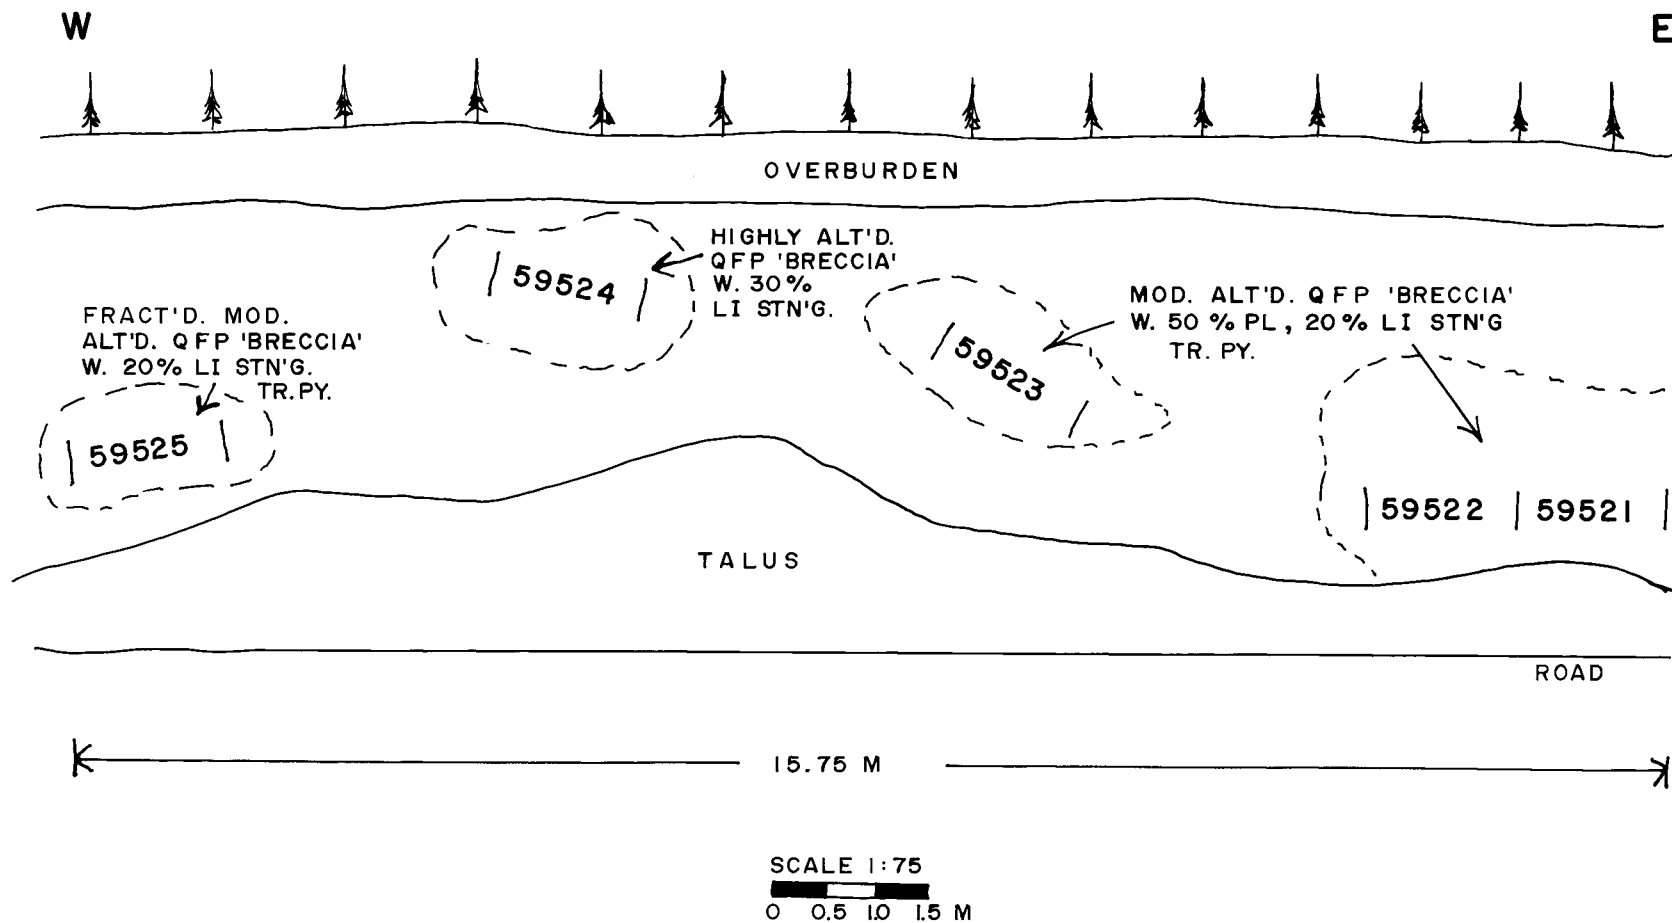 W
E
OVERBURDEN
HIGHLY ALT'D.
QFP 'BRECCIA'
W. 30%
LI STN'G.
59524
MOD. ALT'D. QFP 'BRECCIA'
W. 50% PL, 20% LI STN'G
TR. PY.
FRACT'D. MOD.
ALT'D. QFP 'BRECCIA'
W. 20% LI STN'G.
TR. PY.
59523
59525
59522
59521
TALUS
ROAD
15.75 M
SCALE 1:75
0 0.5 1.0 1.5 M